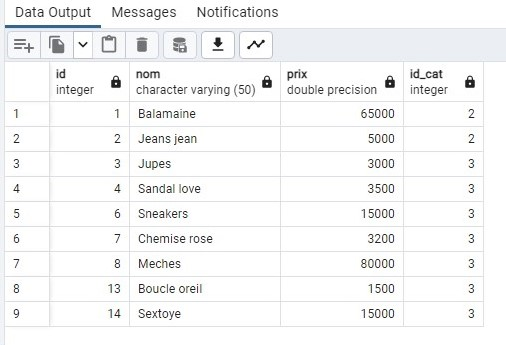 Data Output Messages Notifications
id nom prix id_cat
integer character varying (50) double precision integer
1 1 Balamaine 65000 2
2 2 Jeans jean 5000 2
3 3 Jupes 3000 3
4 4 Sandal love 3500 3
5 6 Sneakers 15000 3
6 7 Chemise rose 3200 3
7 8 Meches 80000 3
8 13 Boucle oreil 1500 3
9 14 Sextoye 15000 3